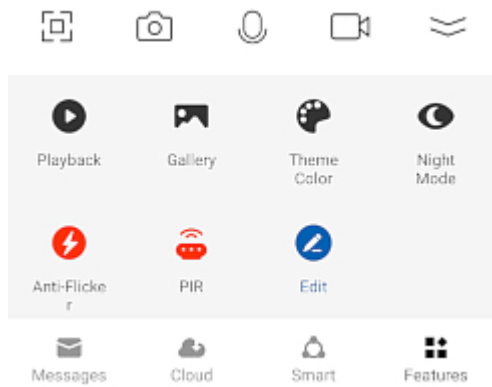 Playback
Gallery
Theme
Color
Night
Mode
Anti-Flicke
r
PIR
Edit
Messages
Cloud
Smart
Features